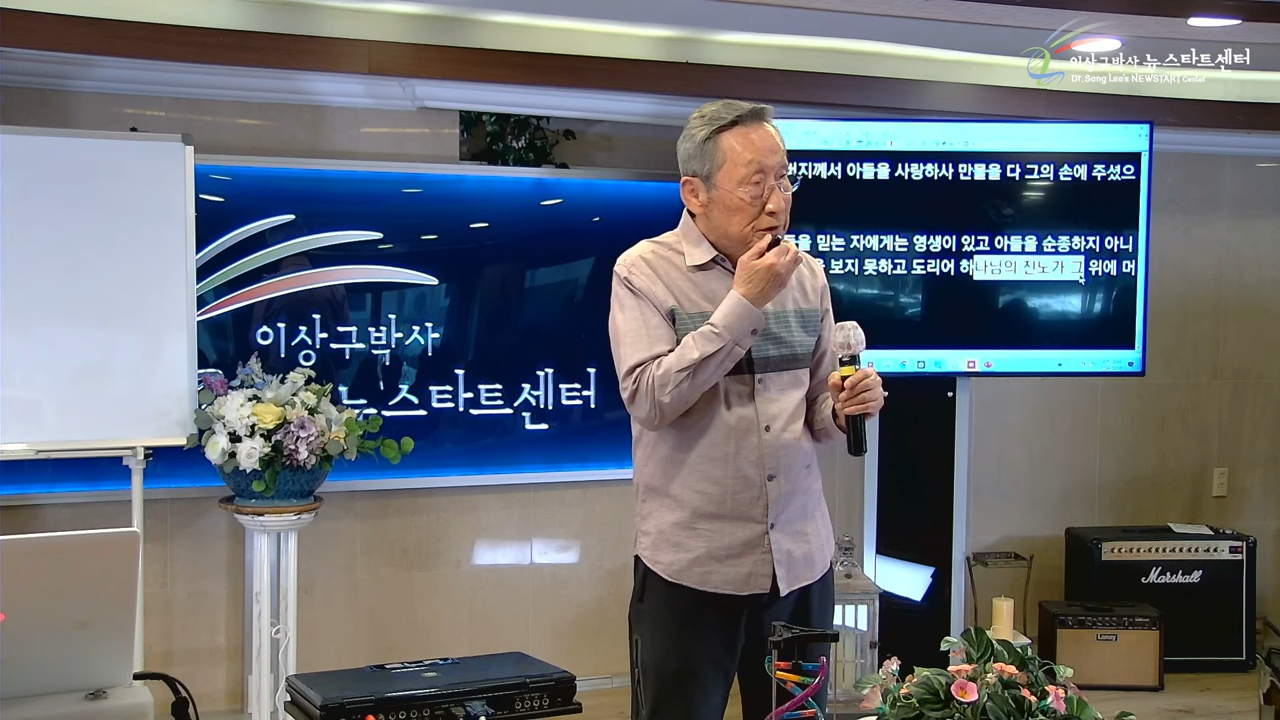 이상구박사 뉴스타트센터
Dr. Sang Lee's NEWSTART Center
버지께서 아들을 사랑하사 만물을 다 그의 손에 주셨으
들을 믿는 자에게는 영생이 있고 아들을 순종하지 아니
을 보지 못하고 도리어 하나님의 진노가 그 위에 머
이상구박사
뉴스타트센터
Marshall
Laney